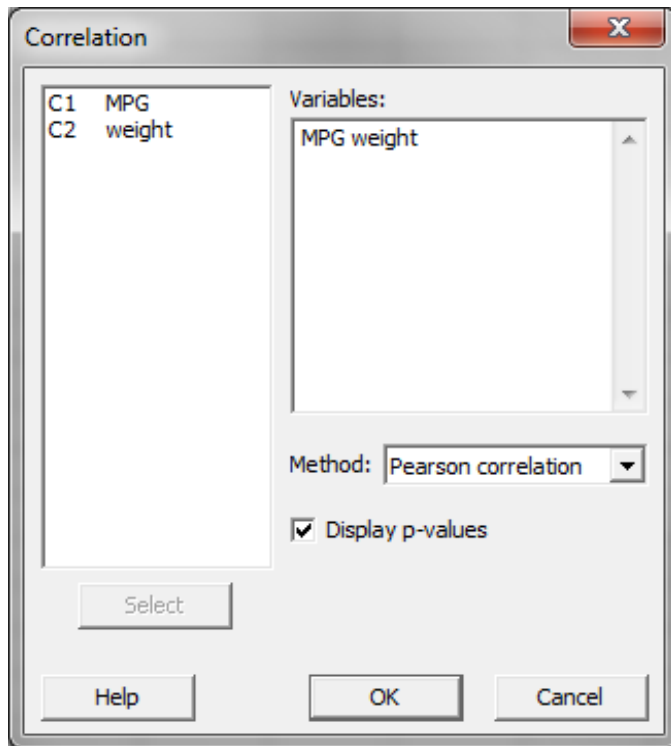 Correlation
C1 MPG
C2 weight
Variables:
MPG weight
Method: Pearson correlation
Display p-values
Select
Help
OK
Cancel